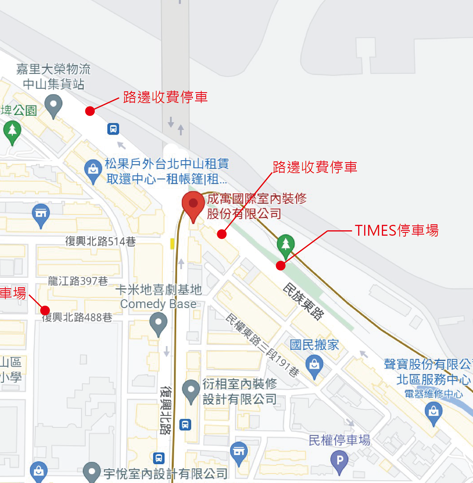 嘉里大榮物流
中山集貨站
路邊收費停車
埤公園
松果戶外台北中山租賃
取還中心—租帳篷|租...
路邊收費停車
成寓國際室內裝修
股份有限公司
TIMES停車場
復興北路514巷
龍江路397巷
卡米地喜劇基地
Comedy Base
民族東路
車場
復興北路488巷
民權東路三段191巷
國民搬家
山區
小學
聲寶股份有限公
北區服務中心
電器維修中心
衍相室內裝修
設計有限公司
復興北路
民權停車場
P
宇悅室內設計有限公司